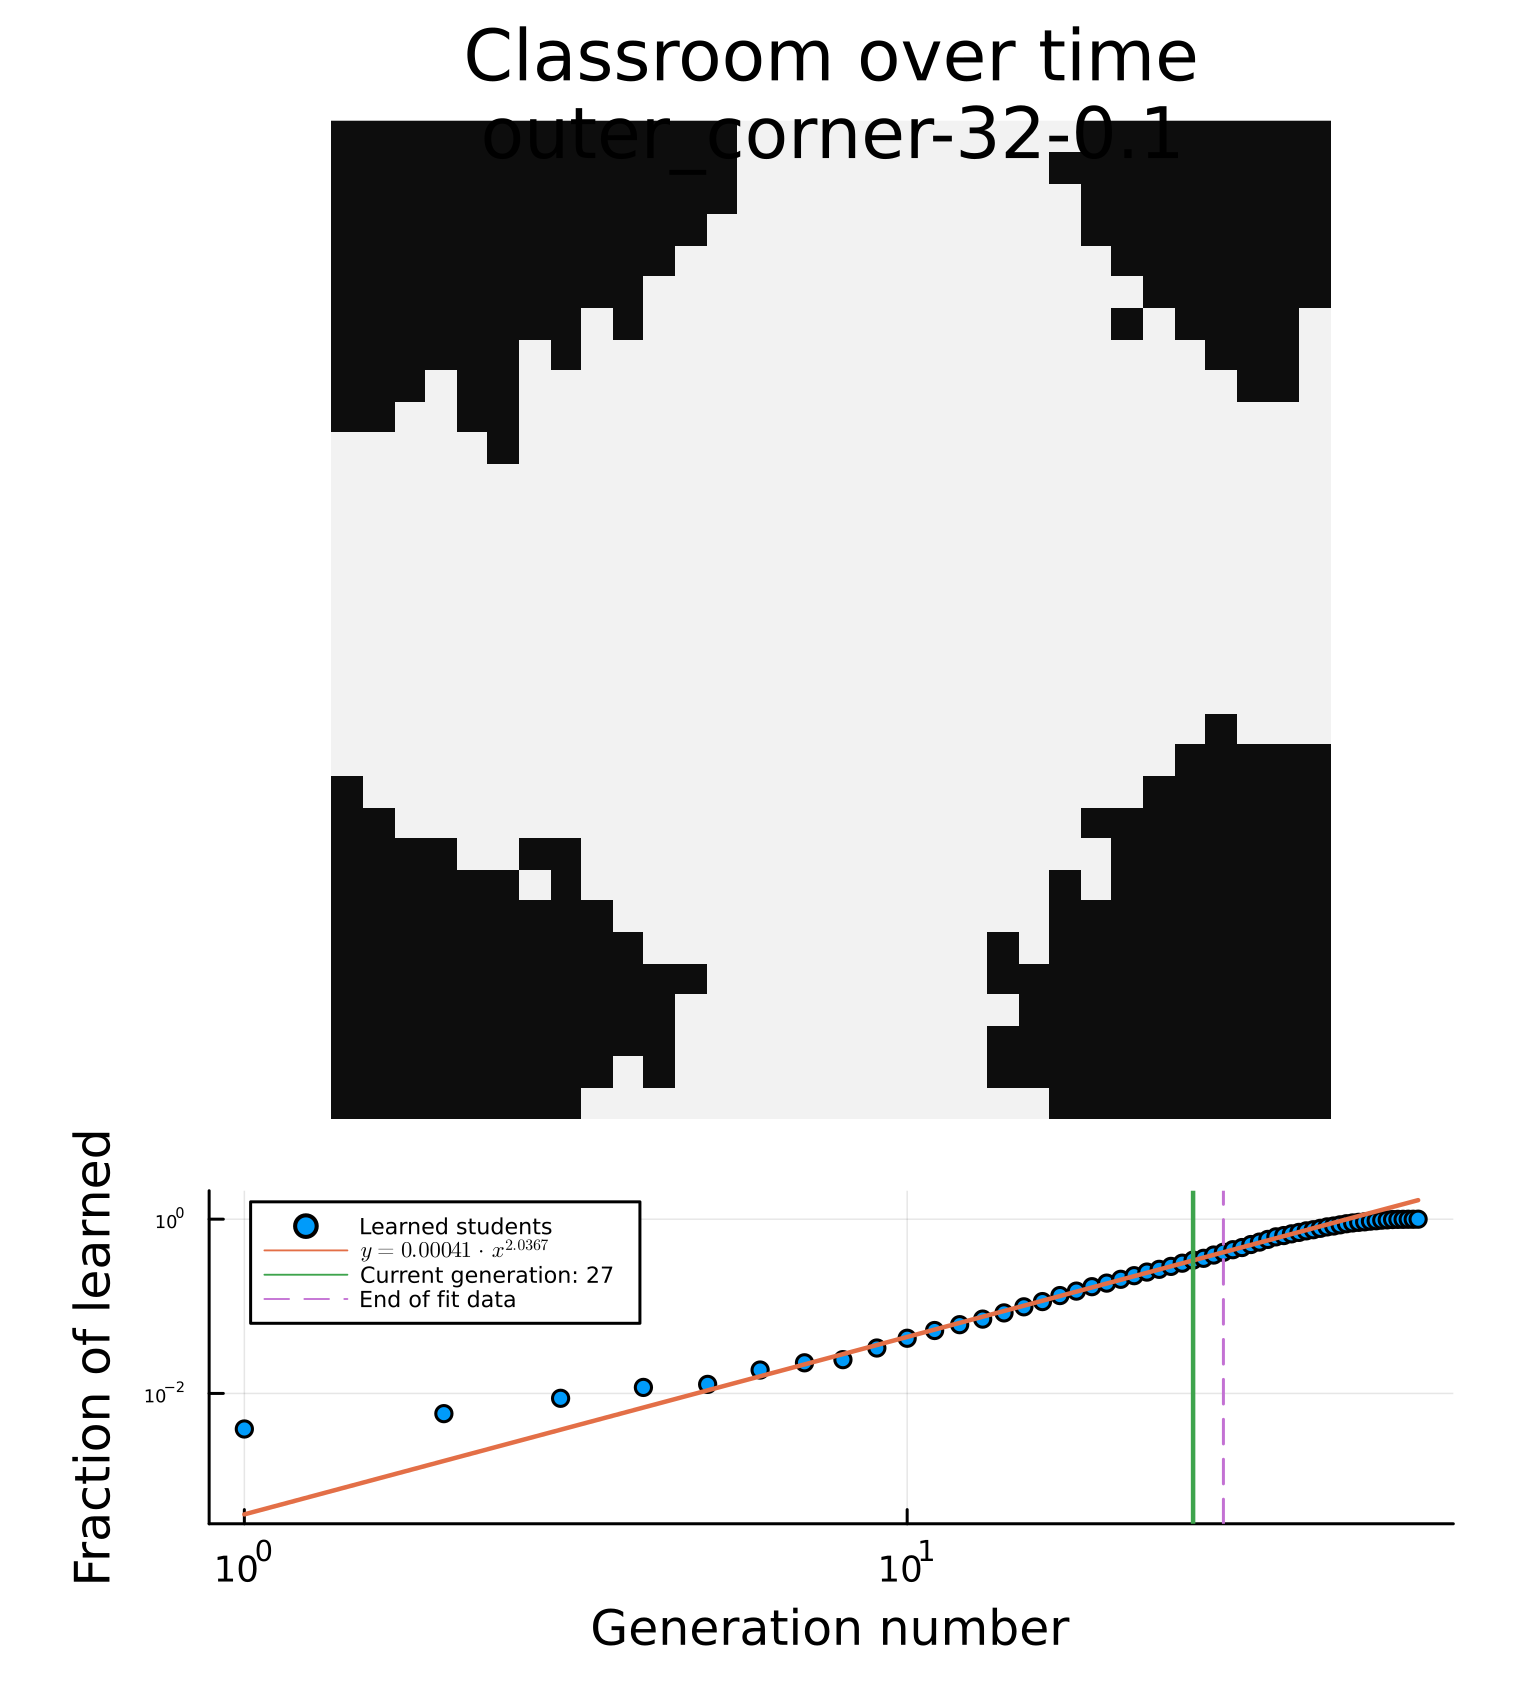 Classroom over time
outer_corner-32-0.1
Fraction of learned
10⁰
10⁻²
Learned students
y = 0.00041 · x^2.0367
Current generation: 27
End of fit data
10⁰
10¹
Generation number